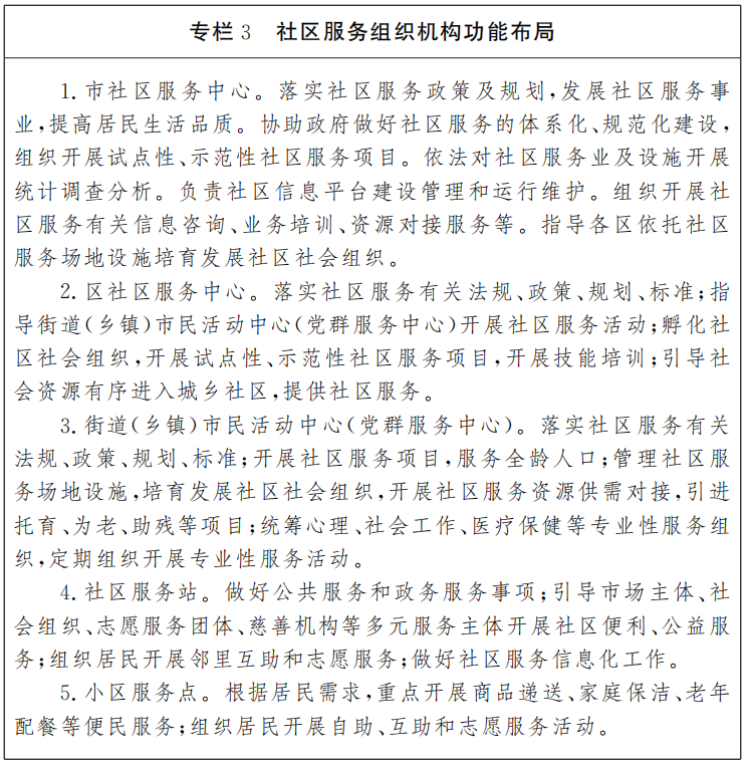 专栏 3　社区服务组织机构功能布局
1. 市社区服务中心。落实社区服务政策及规划，发展社区服务事
业，提高居民生活品质。协助政府做好社区服务的体系化、规范化建设，
组织开展试点性、示范性社区服务项目。依法对社区服务业及设施开展
统计调查分析。负责社区信息平台建设管理和运行维护。组织开展社
区服务有关信息咨询、业务培训、资源对接服务等。指导各区依托社区
服务场地设施培育发展社区社会组织。
2. 区社区服务中心。落实社区服务有关法规、政策、规划、标准；指
导街道（乡镇）市民活动中心（党群服务中心）开展社区服务活动；孵化社
区社会组织，开展试点性、示范性社区服务项目，开展技能培训；引导社
会资源有序进入城乡社区，提供社区服务。
3. 街道（乡镇）市民活动中心（党群服务中心）。落实社区服务有关
法规、政策、规划、标准；开展社区服务项目，服务全龄人口；管理社区服
务场地设施，培育发展社区社会组织，开展社区服务资源供需对接，引进
托育、为老、助残等项目；统筹心理、社会工作、医疗保健等专业性服务组
织，定期组织开展专业性服务活动。
4. 社区服务站。做好公共服务和政务服务事项；引导市场主体、社
会组织、志愿服务团体、慈善机构等多元服务主体开展社区便利、公益服
务；组织居民开展邻里互助和志愿服务；做好社区服务信息化工作。
5. 小区服务点。根据居民需求，重点开展商品递送、家庭保洁、老年
配餐等便民服务；组织居民开展自助、互助和志愿服务活动。